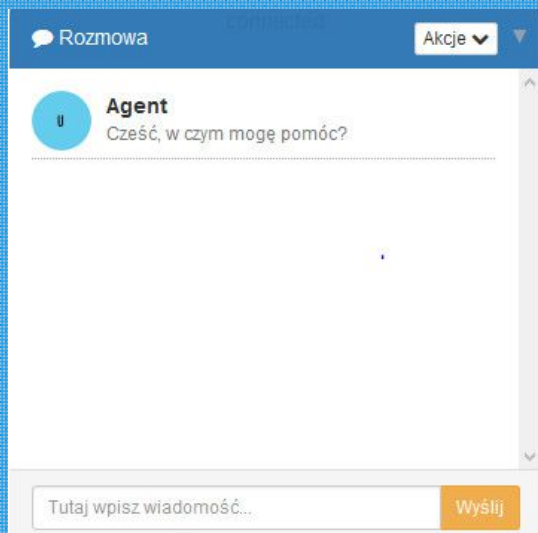 connected
Rozmowa
Akcje
U
Agent
Cześć, w czym mogę pomóc?
Tutaj wpisz wiadomość...
Wyślij